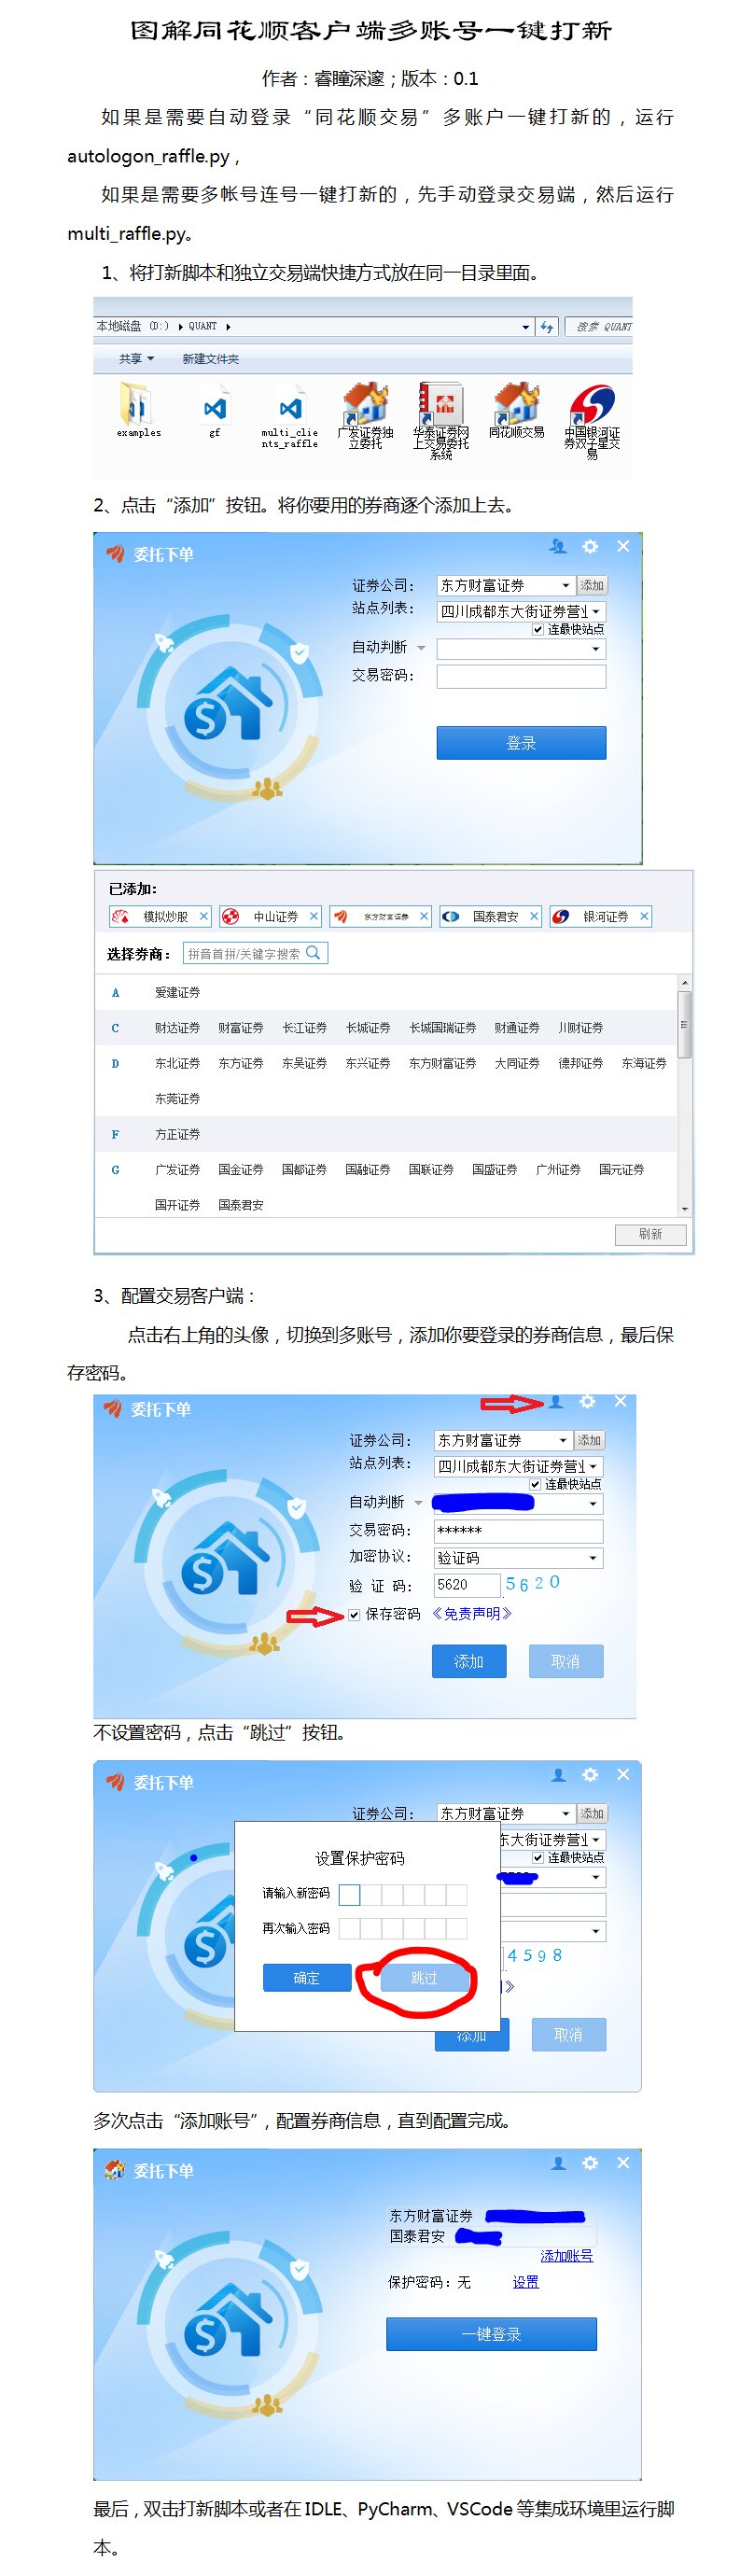 图解同花顺客户端多账号一键打新
作者：睿瞳深邃；版本：0.1
如果是需要自动登录“同花顺交易”多账户一键打新的，运行
autologon_raffle.py，
如果是需要多帐号连号一键打新的，先手动登录交易端，然后运行
multi_raffle.py。
1、将打新脚本和独立交易端快捷方式放在同一目录里面。
本地磁盘 (D:) ▸ QUANT ▸
搜索 QUANT
共享 新建文件夹
examples
gf
multi_clients_raffle
广发证券独立委托
华泰证券网上交易委托系统
同花顺交易
中国银河证券双子星交易
2、点击“添加”按钮。将你要用的券商逐个添加上去。
委托下单
证券公司： 东方财富证券 添加
站点列表： 四川成都东大街证券营业
连最快站点
自动判断
交易密码：
登录
已添加:
模拟炒股 中山证券 东方财富证券 国泰君安 银河证券
选择券商： 拼音首拼/关键字搜索
A 爱建证券
C 财达证券 财富证券 长江证券 长城证券 长城国瑞证券 财通证券 川财证券
D 东北证券 东方证券 东吴证券 东兴证券 东方财富证券 大同证券 德邦证券 东海证券
东莞证券
F 方正证券
G 广发证券 国金证券 国都证券 国融证券 国联证券 国盛证券 广州证券 国元证券
国开证券 国泰君安
刷新
3、配置交易客户端：
点击右上角的头像，切换到多账号，添加你要登录的券商信息，最后保
存密码。
委托下单
证券公司： 东方财富证券 添加
站点列表： 四川成都东大街证券营业
连最快站点
自动判断
交易密码： ******
加密协议： 验证码
验 证 码： 5620 5620
保存密码 《免责声明》
添加 取消
不设置密码，点击“跳过”按钮。
委托下单
证券公司： 东方财富证券 添加
东大街证券营业
连最快站点
设置保护密码
请输入新密码
再次输入密码
4598
确定 跳过
》
添加 取消
多次点击“添加账号”，配置券商信息，直到配置完成。
委托下单
东方财富证券
国泰君安
添加账号
保护密码：无 设置
一键登录
最后，双击打新脚本或者在 IDLE、PyCharm、VSCode 等集成环境里运行脚
本。